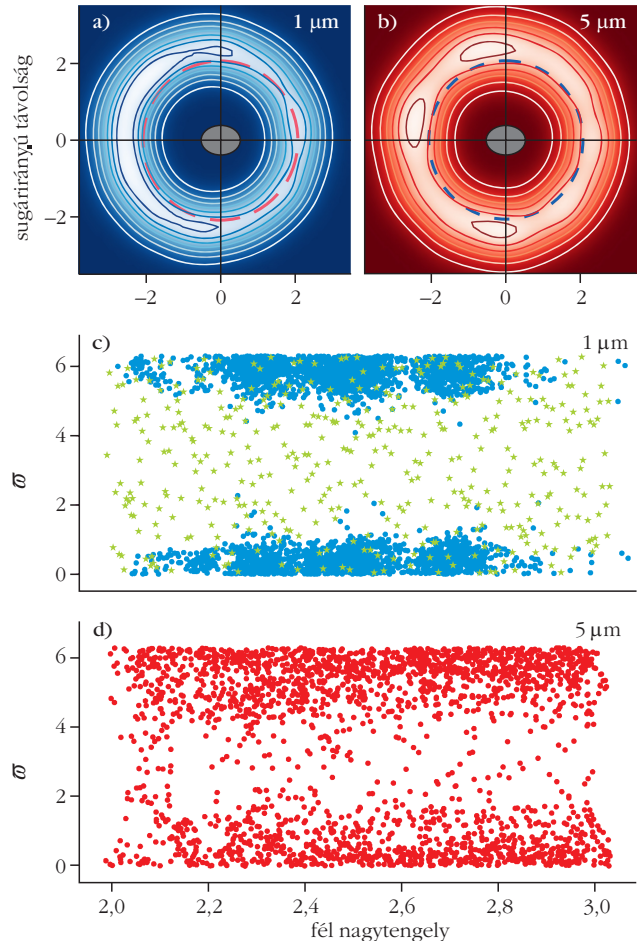 a) 1 μm
b) 5 μm
sugárirányú távolság
2
0
−2
−2 0 2
−2 0 2
c) 1 μm
6
4
2
0
ϖ
d) 5 μm
6
4
2
0
ϖ
2,0 2,2 2,4 2,6 2,8 3,0
fél nagytengely